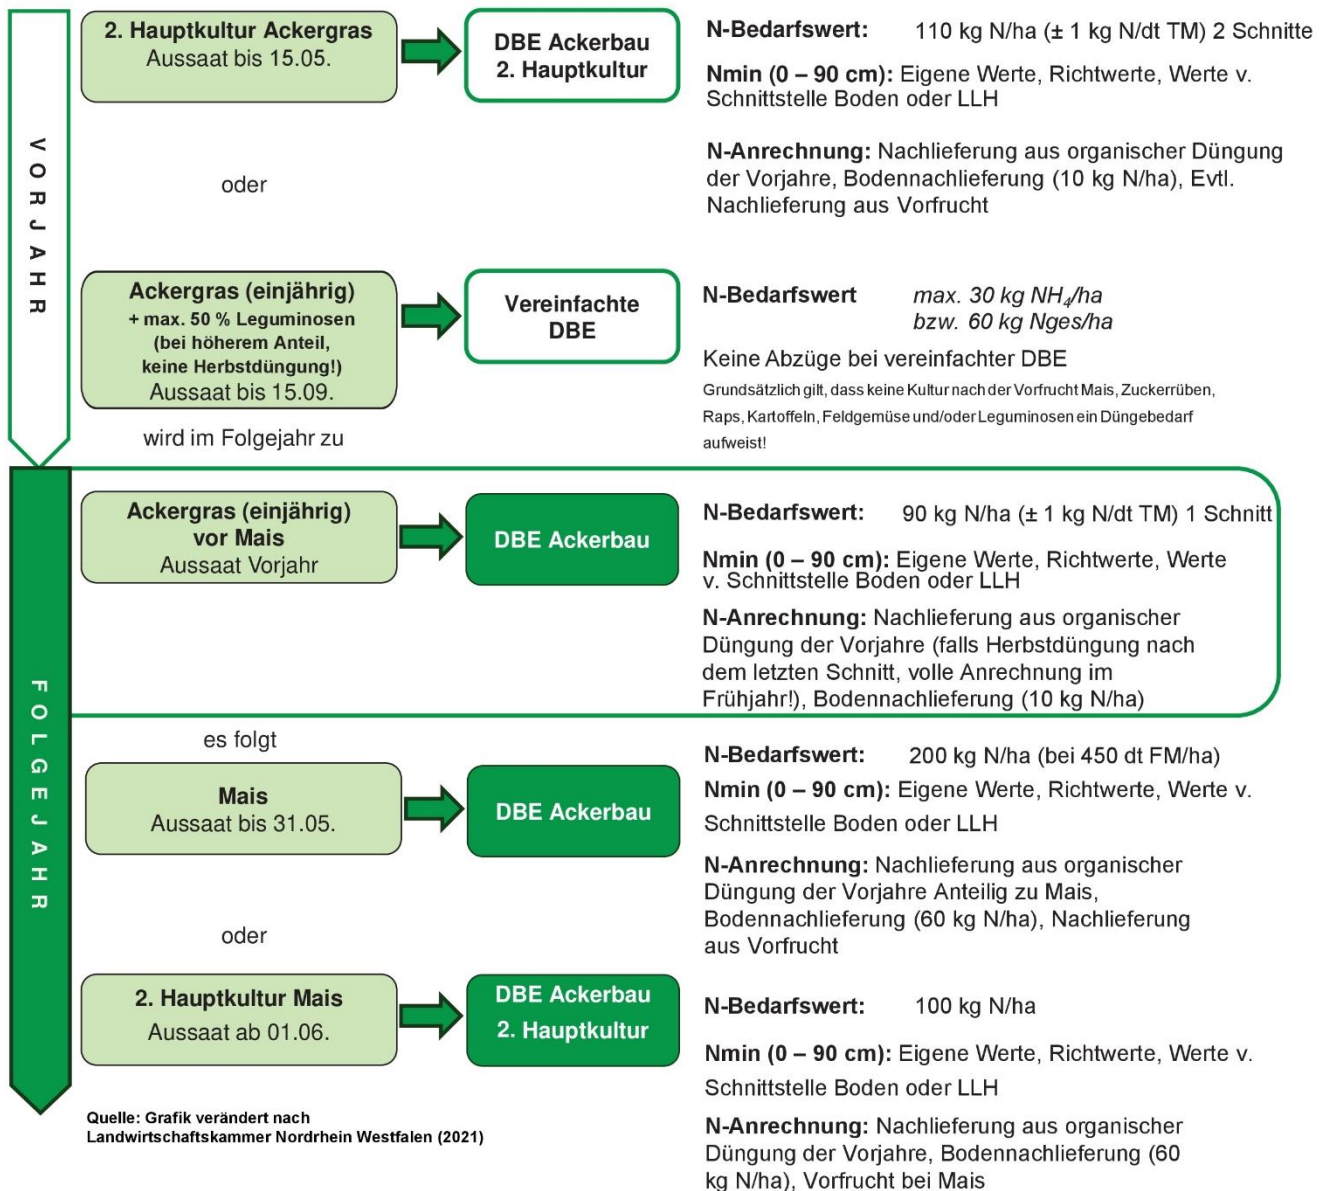 VORJAHR
2. Hauptkultur Ackergras
Aussaat bis 15.05.
DBE Ackerbau
2. Hauptkultur
N-Bedarfswert: 110 kg N/ha (± 1 kg N/dt TM) 2 Schnitte
Nmin (0 – 90 cm): Eigene Werte, Richtwerte, Werte v.
Schnittstelle Boden oder LLH
N-Anrechnung: Nachlieferung aus organischer Düngung
der Vorjahre, Bodennachlieferung (10 kg N/ha), Evtl.
Nachlieferung aus Vorfrucht
oder
Ackergras (einjährig)
+ max. 50 % Leguminosen
(bei höherem Anteil,
keine Herbstdüngung!)
Aussaat bis 15.09.
Vereinfachte
DBE
N-Bedarfswert max. 30 kg NH₄/ha
bzw. 60 kg Nges/ha
Keine Abzüge bei vereinfachter DBE
Grundsätzlich gilt, dass keine Kultur nach der Vorfrucht Mais, Zuckerrüben,
Raps, Kartoffeln, Feldgemüse und/oder Leguminosen ein Düngebedarf
aufweist!
wird im Folgejahr zu
FOLGEJAHR
Ackergras (einjährig)
vor Mais
Aussaat Vorjahr
DBE Ackerbau
N-Bedarfswert: 90 kg N/ha (± 1 kg N/dt TM) 1 Schnitt
Nmin (0 – 90 cm): Eigene Werte, Richtwerte, Werte
v. Schnittstelle Boden oder LLH
N-Anrechnung: Nachlieferung aus organischer
Düngung der Vorjahre (falls Herbstdüngung nach
dem letzten Schnitt, volle Anrechnung im
Frühjahr!), Bodennachlieferung (10 kg N/ha)
es folgt
Mais
Aussaat bis 31.05.
DBE Ackerbau
N-Bedarfswert: 200 kg N/ha (bei 450 dt FM/ha)
Nmin (0 – 90 cm): Eigene Werte, Richtwerte, Werte v.
Schnittstelle Boden oder LLH
N-Anrechnung: Nachlieferung aus organischer
Düngung der Vorjahre Anteilig zu Mais,
Bodennachlieferung (60 kg N/ha), Nachlieferung
aus Vorfrucht
oder
2. Hauptkultur Mais
Aussaat ab 01.06.
DBE Ackerbau
2. Hauptkultur
N-Bedarfswert: 100 kg N/ha
Nmin (0 – 90 cm): Eigene Werte, Richtwerte, Werte v.
Schnittstelle Boden oder LLH
N-Anrechnung: Nachlieferung aus organischer
Düngung der Vorjahre, Bodennachlieferung (60
kg N/ha), Vorfrucht bei Mais
Quelle: Grafik verändert nach
Landwirtschaftskammer Nordrhein Westfalen (2021)